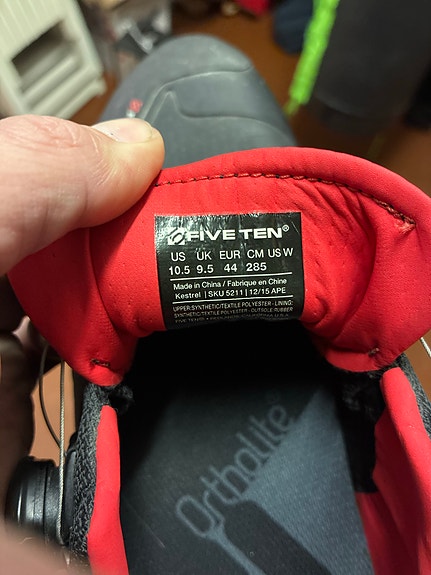 FIVE TEN®
US UK EUR CM US W
10.5 9.5 44 285
Made in China / Fabrique en Chine
Kestrel | SKU 5211 | 12/15 APE
UPPER:SYNTHETIC/TEXTILE POLYESTER - LINING:
SYNTHETIC/TEXTILE POLYESTER - OUTSOLE RUBBER
OrthoLite®